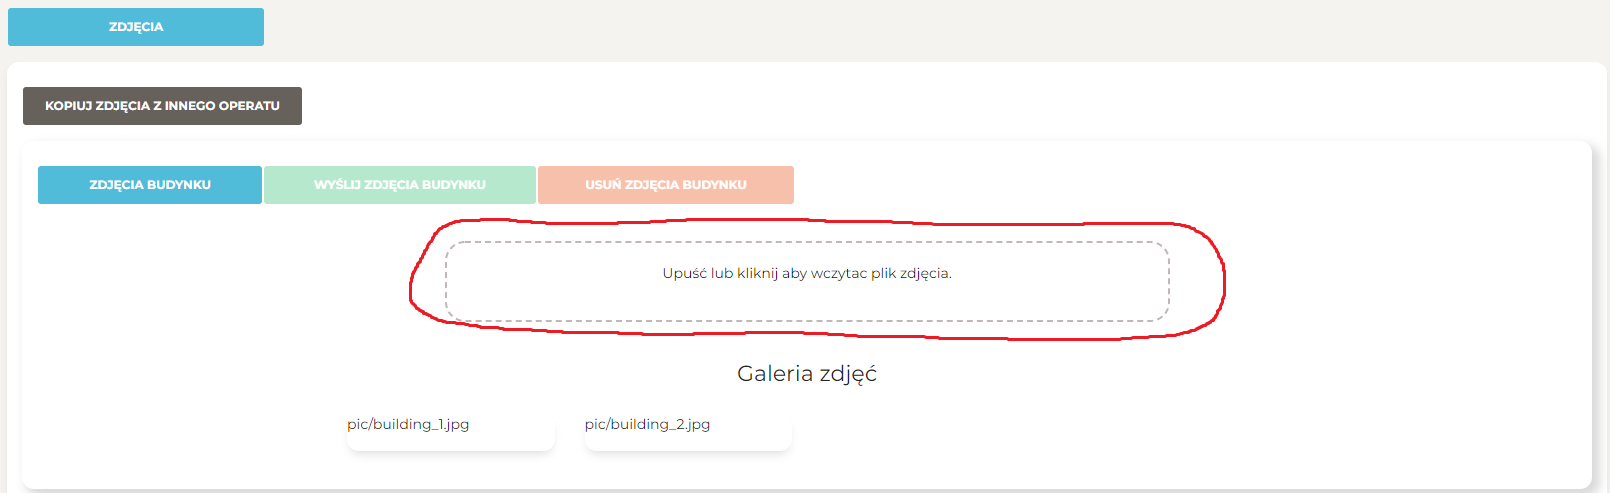 ZDJĘCIA
KOPIUJ ZDJĘCIA Z INNEGO OPERATU
ZDJĘCIA BUDYNKU
WYŚLIJ ZDJĘCIA BUDYNKU
USUŃ ZDJĘCIA BUDYNKU
Upuść lub kliknij aby wczytac plik zdjęcia.
Galeria zdjęć
pic/building_1.jpg
pic/building_2.jpg